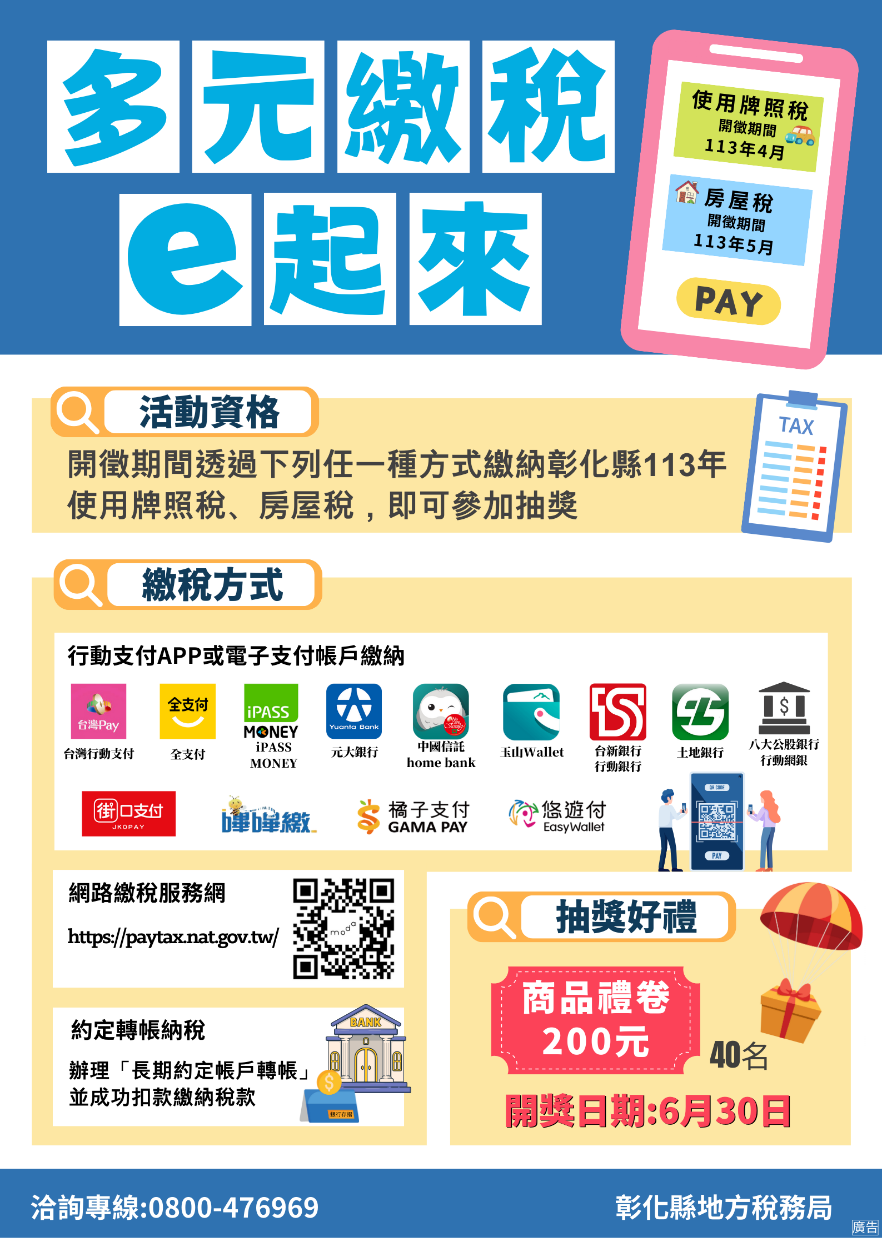 多元繳稅
e起來
使用牌照稅
開徵期間
113年4月
房屋稅
開徵期間
113年5月
PAY
活動資格
開徵期間透過下列任一種方式繳納彰化縣113年
使用牌照稅、房屋稅，即可參加抽獎
TAX
繳稅方式
行動支付APP或電子支付帳戶繳納
台灣Pay
台灣行動支付
全支付
全支付
iPASS
MONEY
iPASS
MONEY
Yuanta Bank
元大銀行
中國信託
home bank
玉山Wallet
台新銀行
行動銀行
土地銀行
$
八大公股銀行
行動網銀
街口支付
JKOPAY
嗶嗶繳
橘子支付
GAMA PAY
悠遊付
EasyWallet
QR CODE
PAY
網路繳稅服務網
https://paytax.nat.gov.tw/
moda
約定轉帳納稅
辦理「長期約定帳戶轉帳」
並成功扣款繳納稅款
BANK
$
銀行存摺
抽獎好禮
商品禮卷
200元
40名
開獎日期:6月30日
洽詢專線:0800-476969
彰化縣地方稅務局
廣告